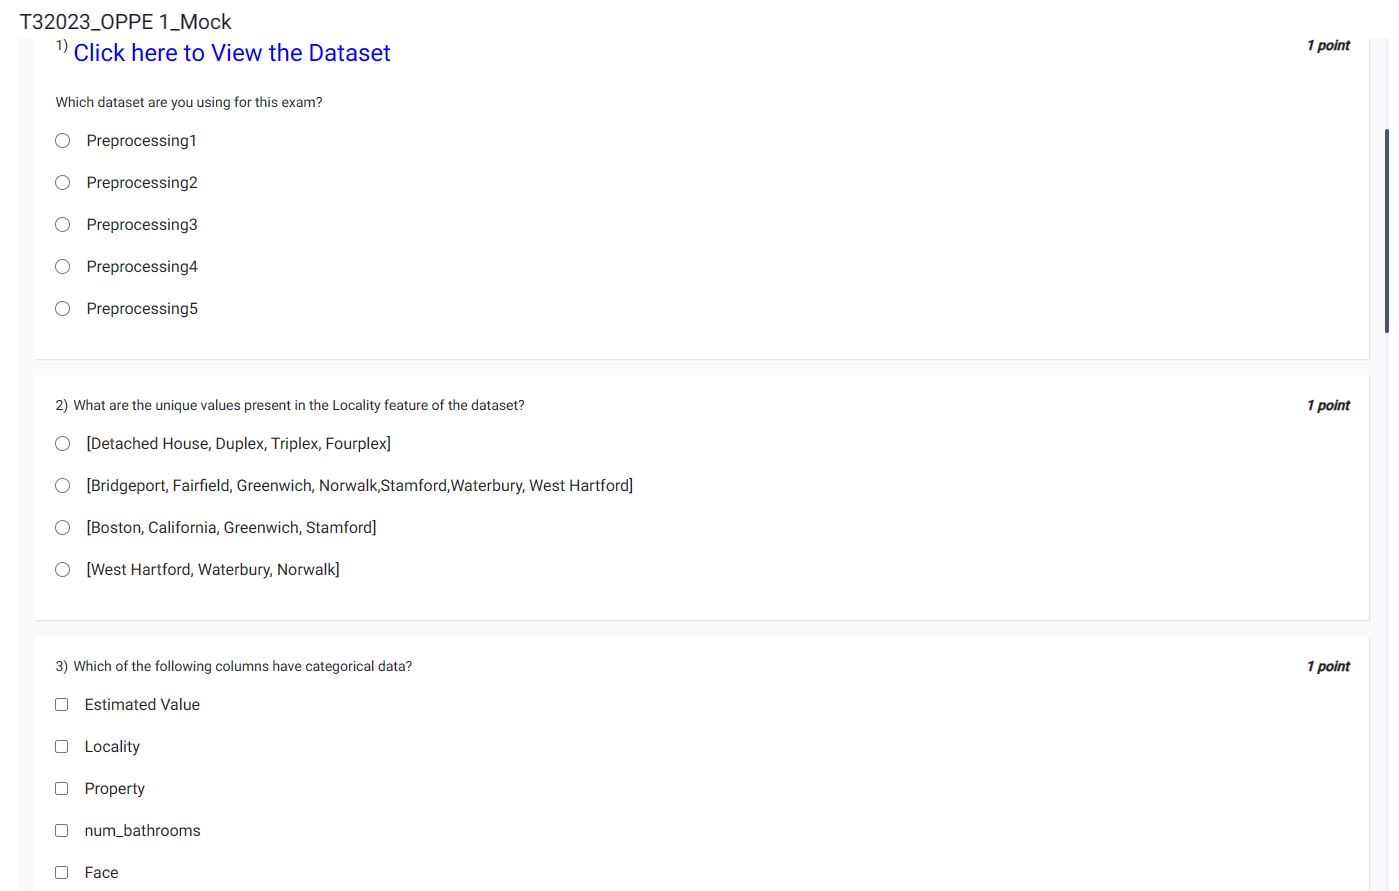 T32023_OPPE 1_Mock
1) Click here to View the Dataset
1 point
Which dataset are you using for this exam?
Preprocessing1
Preprocessing2
Preprocessing3
Preprocessing4
Preprocessing5
2) What are the unique values present in the Locality feature of the dataset?
1 point
[Detached House, Duplex, Triplex, Fourplex]
[Bridgeport, Fairfield, Greenwich, Norwalk,Stamford,Waterbury, West Hartford]
[Boston, California, Greenwich, Stamford]
[West Hartford, Waterbury, Norwalk]
3) Which of the following columns have categorical data?
1 point
Estimated Value
Locality
Property
num_bathrooms
Face